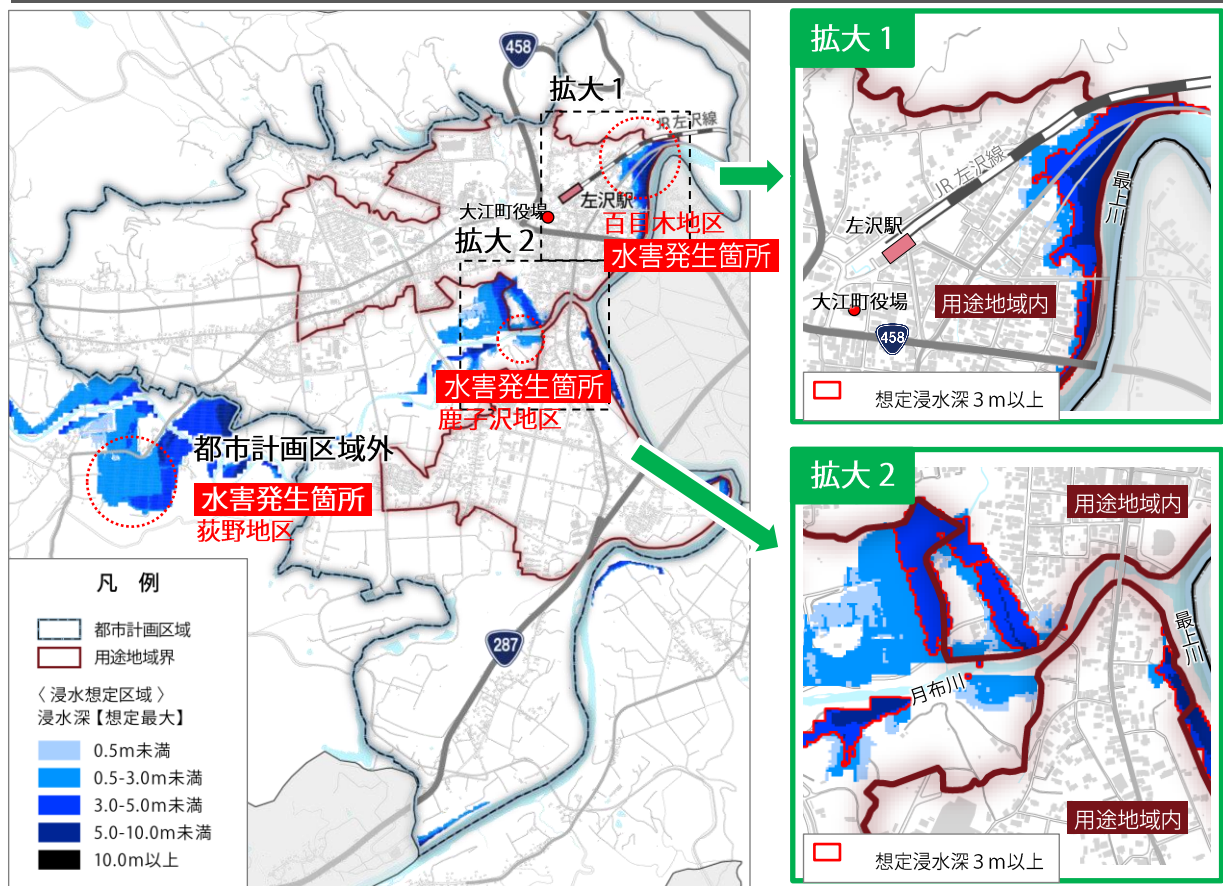 458
拡大1
JR左沢線
左沢駅
大江町役場
百目木地区
水害発生箇所
拡大2
水害発生箇所
鹿子沢地区
都市計画区域外
水害発生箇所
荻野地区
287
凡 例
都市計画区域
用途地域界
〈 浸水想定区域 〉
浸水深【想定最大】
0.5m未満
0.5-3.0m未満
3.0-5.0m未満
5.0-10.0m未満
10.0m以上
拡大1
JR左沢線
最上川
左沢駅
大江町役場
用途地域内
458
想定浸水深3m以上
拡大2
用途地域内
最上川
月布川
用途地域内
想定浸水深3m以上